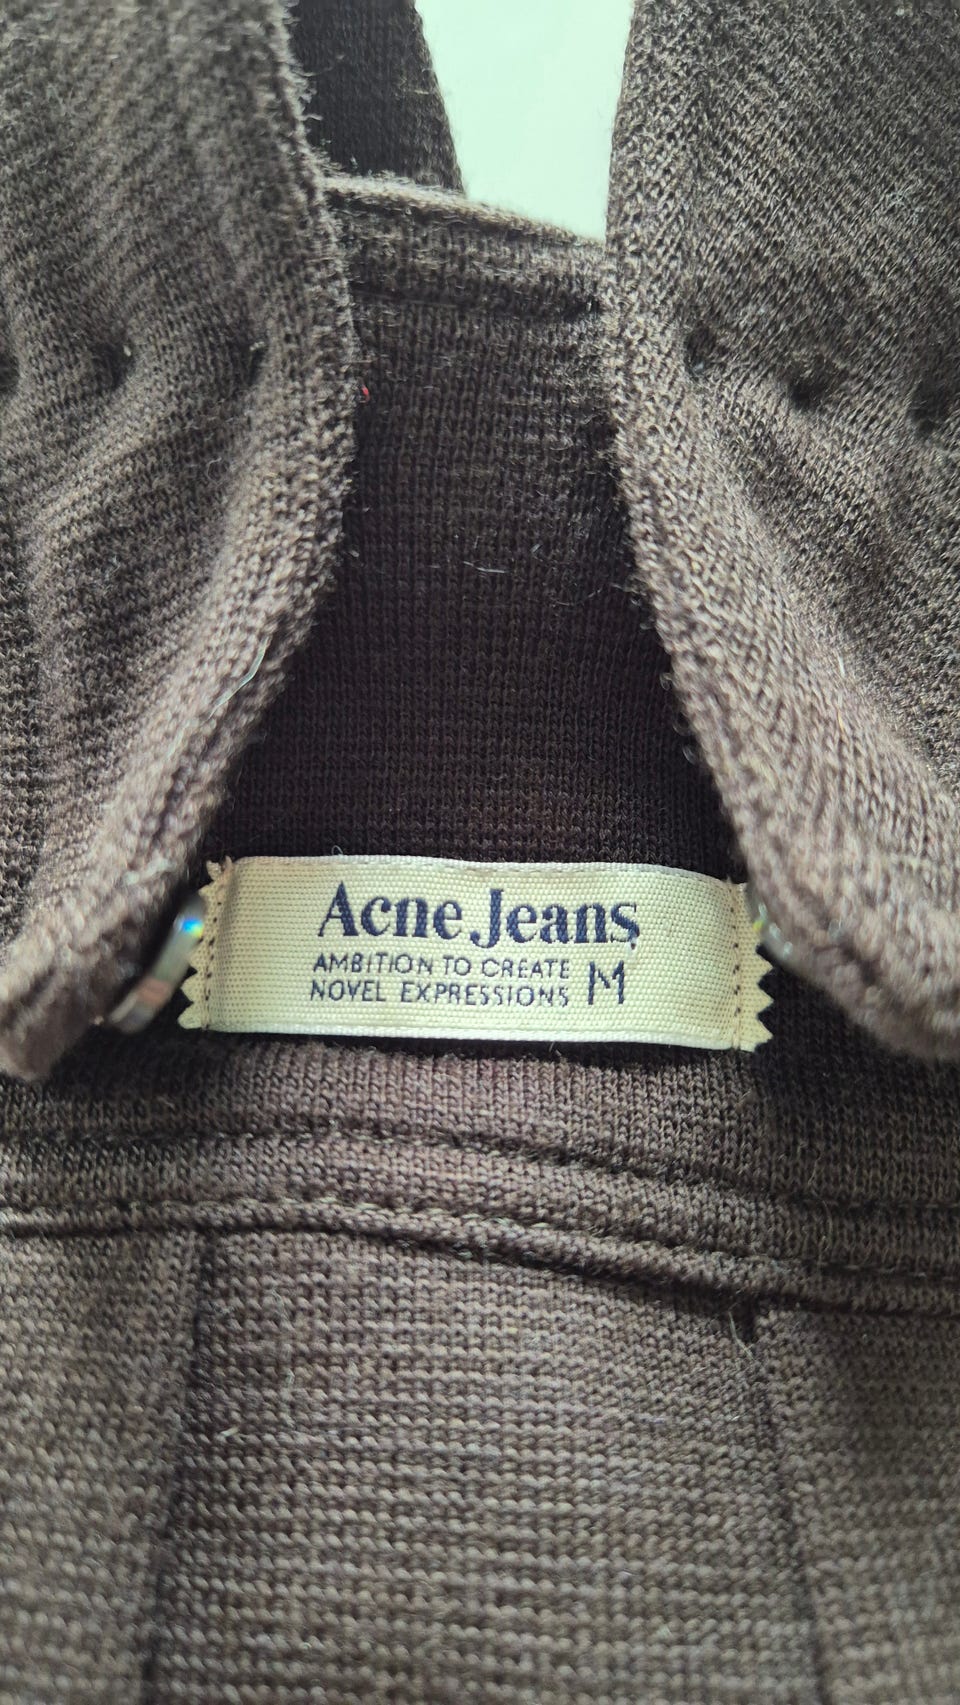 Acne Jeans
AMBITION TO CREATE
NOVEL EXPRESSIONS M